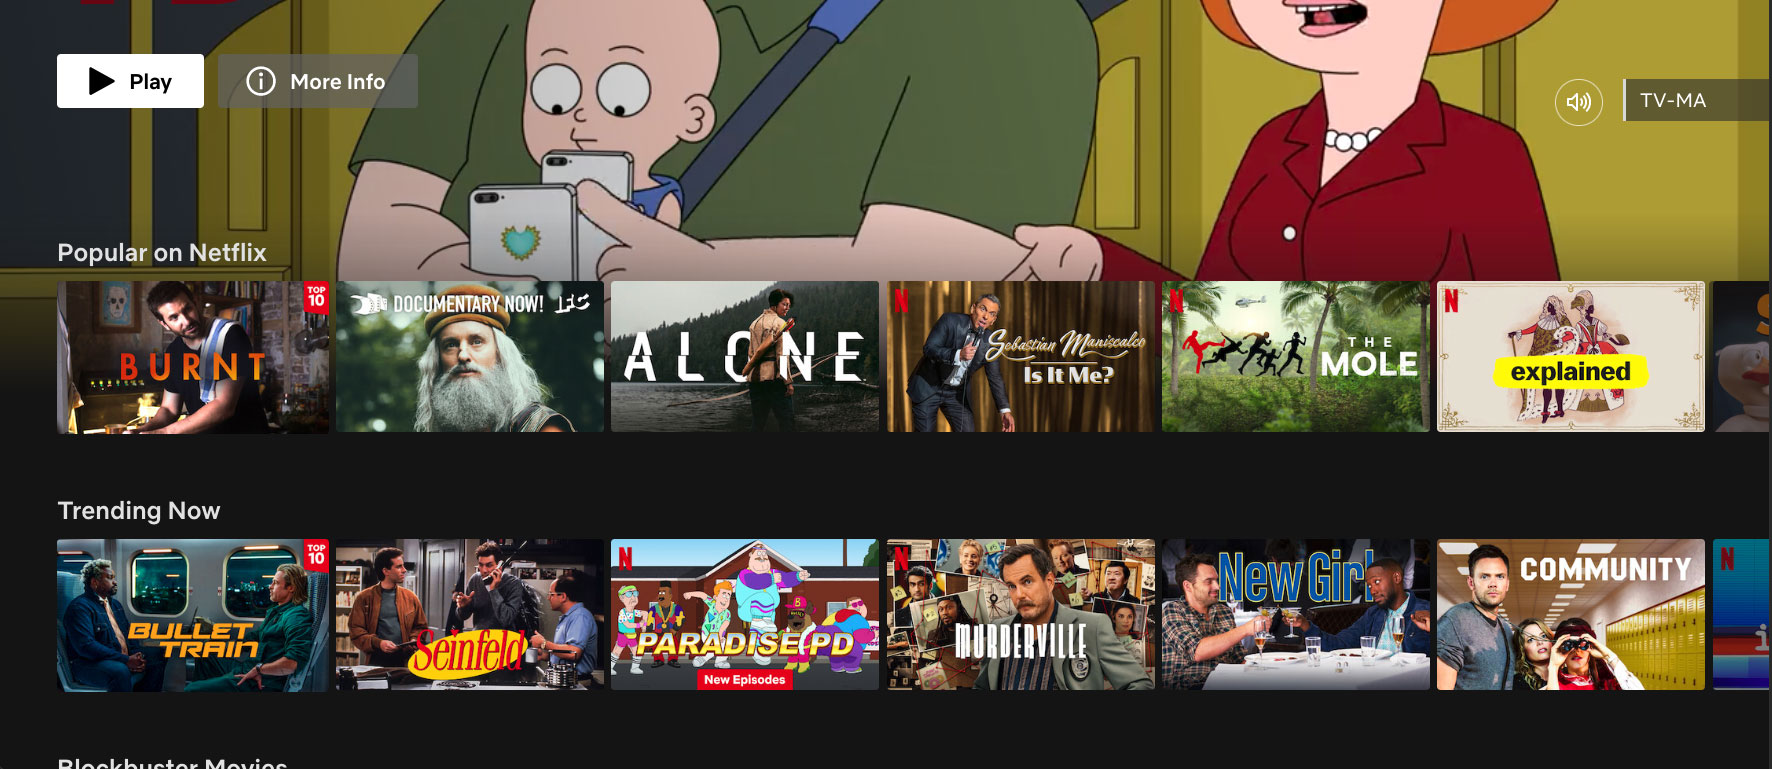 Play
More Info
TV-MA
Popular on Netflix
TOP
10
BURNT
DOCUMENTARY NOW! IFC
ALONE
N
Sebastian Maniscalco
Is It Me?
N
THE
MOLE
N
explained
Trending Now
TOP
10
BULLET
TRAIN
Seinfeld
N
PARADISE PD
New Episodes
N
MURDERVILLE
New Girl
COMMUNITY
N
Blockbuster Movies